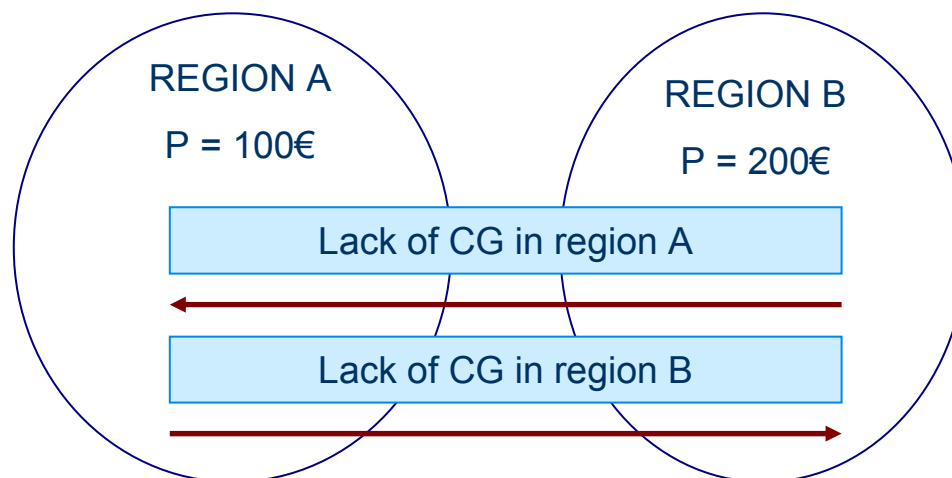 REGION A
P = 100€
REGION B
P = 200€
Lack of CG in region A
Lack of CG in region B